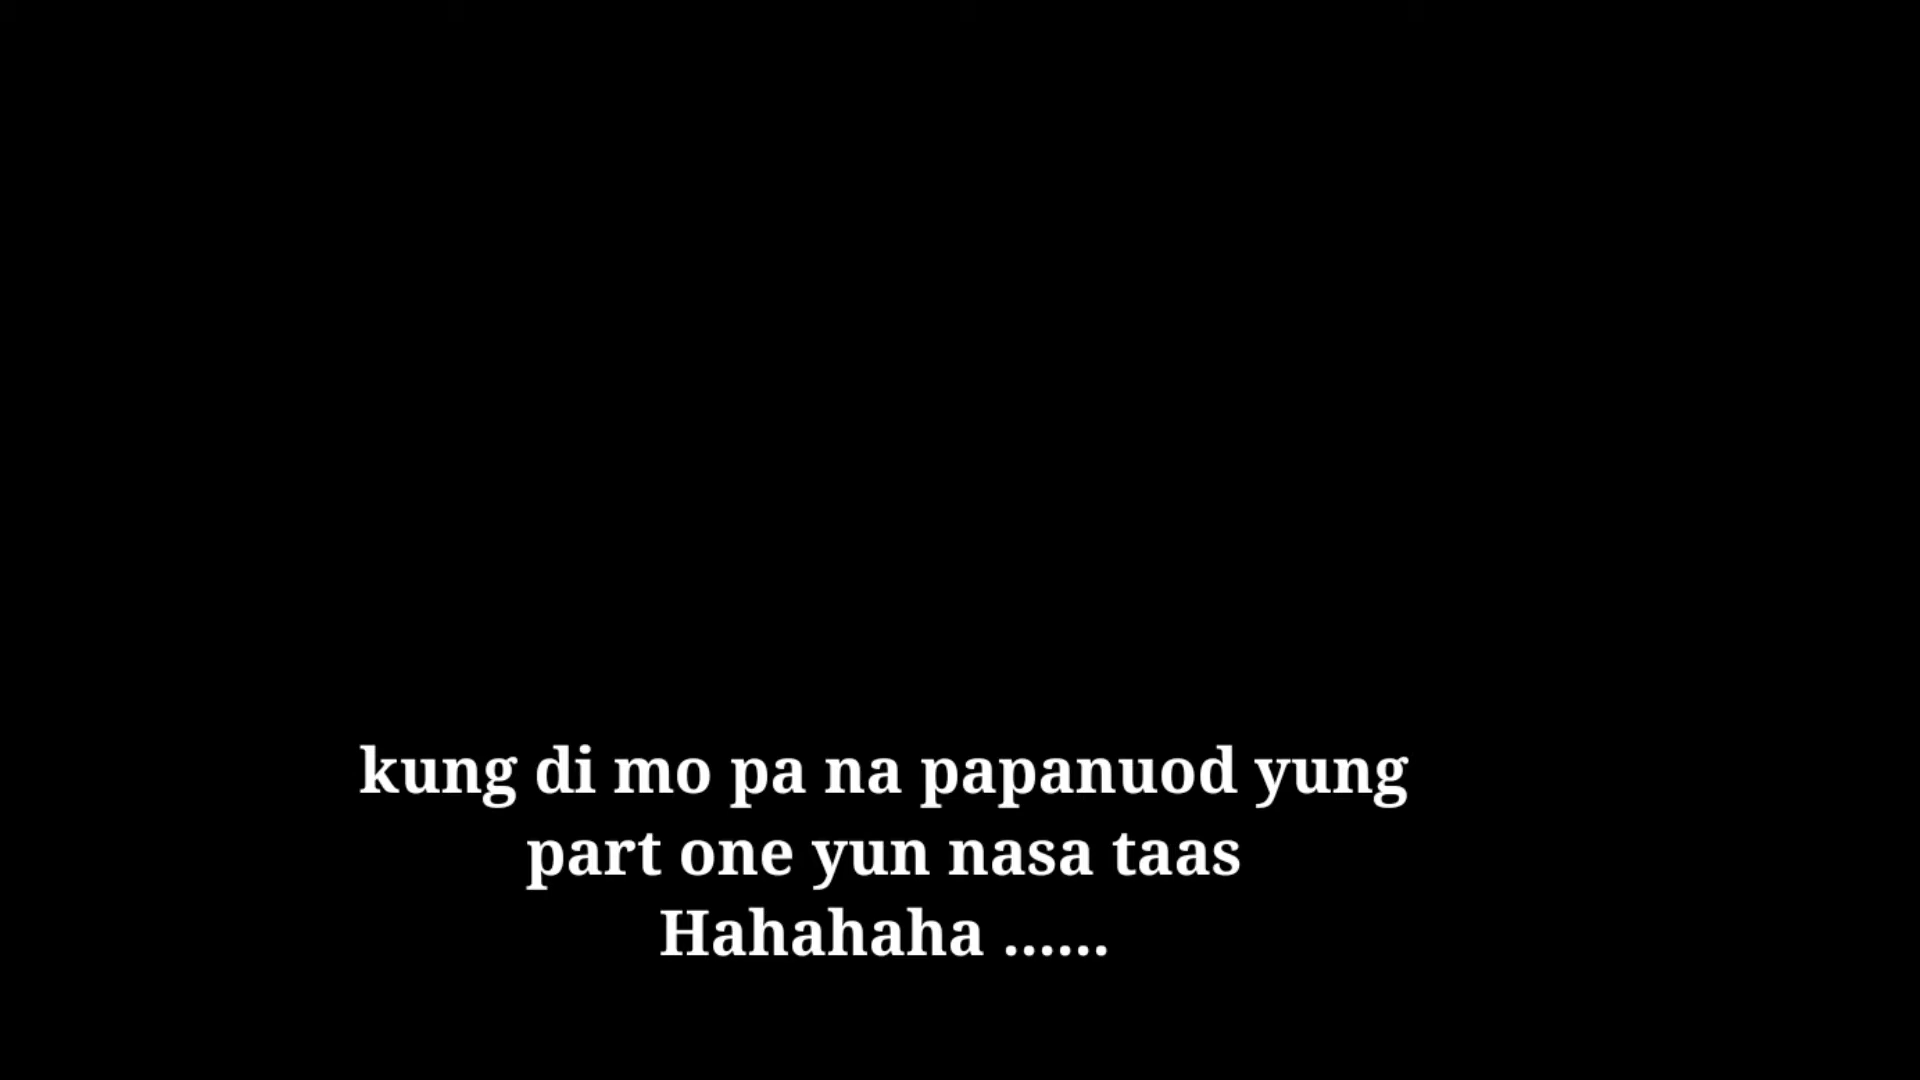 kung di mo pa na papanuod yung
part one yun nasa taas
Hahahaha ......